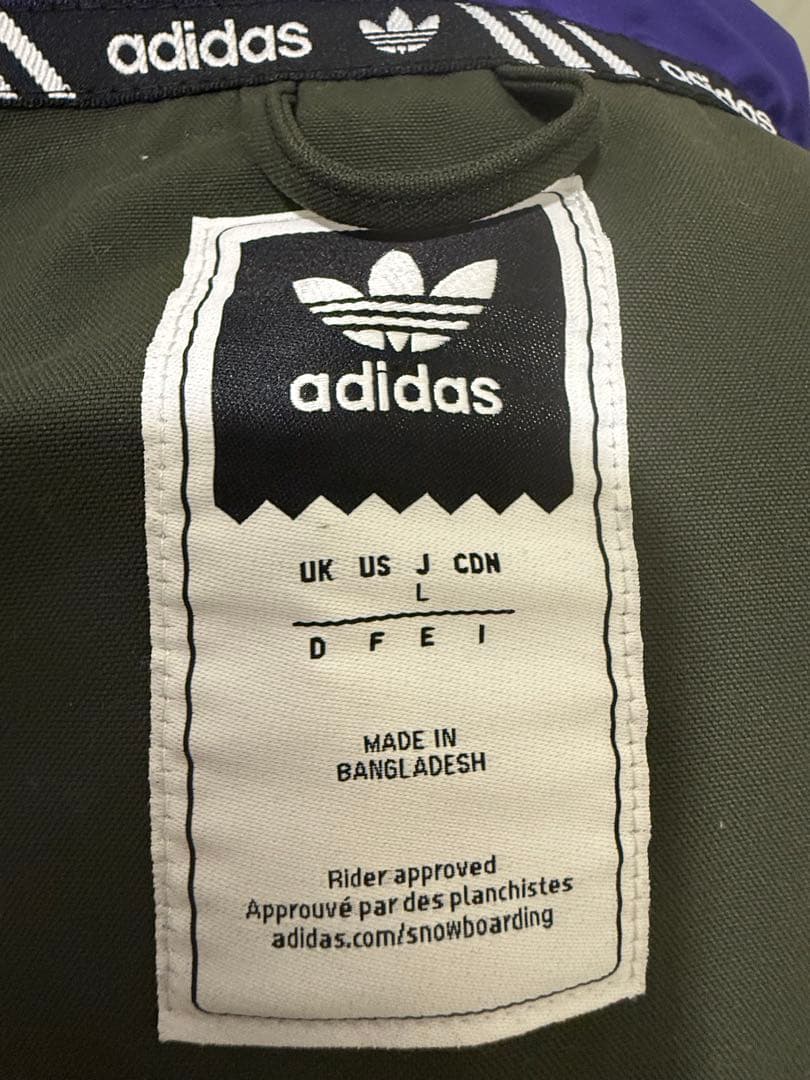 adidas adidas
adidas
UK US J CDN
L
D F E I
MADE IN
BANGLADESH
Rider approved
Approuvé par des planchistes
adidas.com/snowboarding